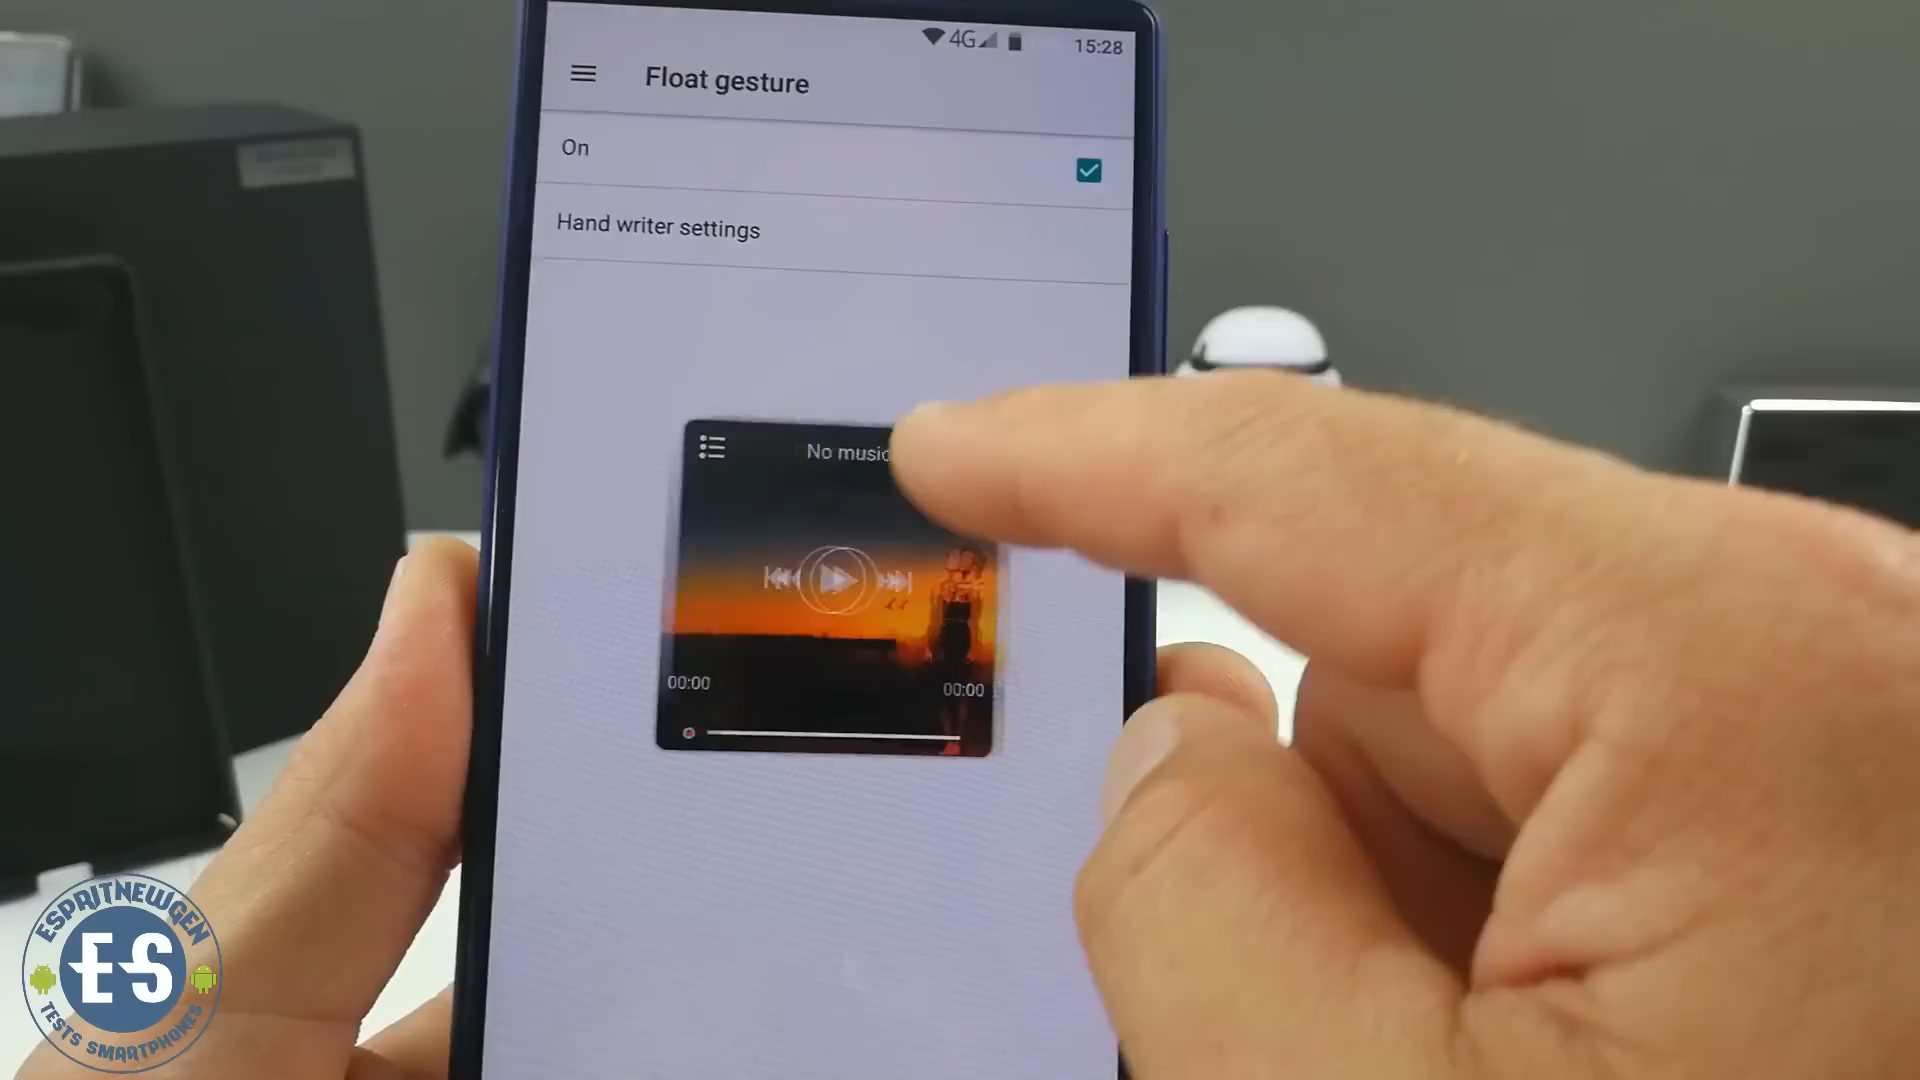 4G 15:28
Float gesture
On
Hand writer settings
No music
00:00 00:00
ESPRITNEWGEN
ES
TESTS SMARTPHONES